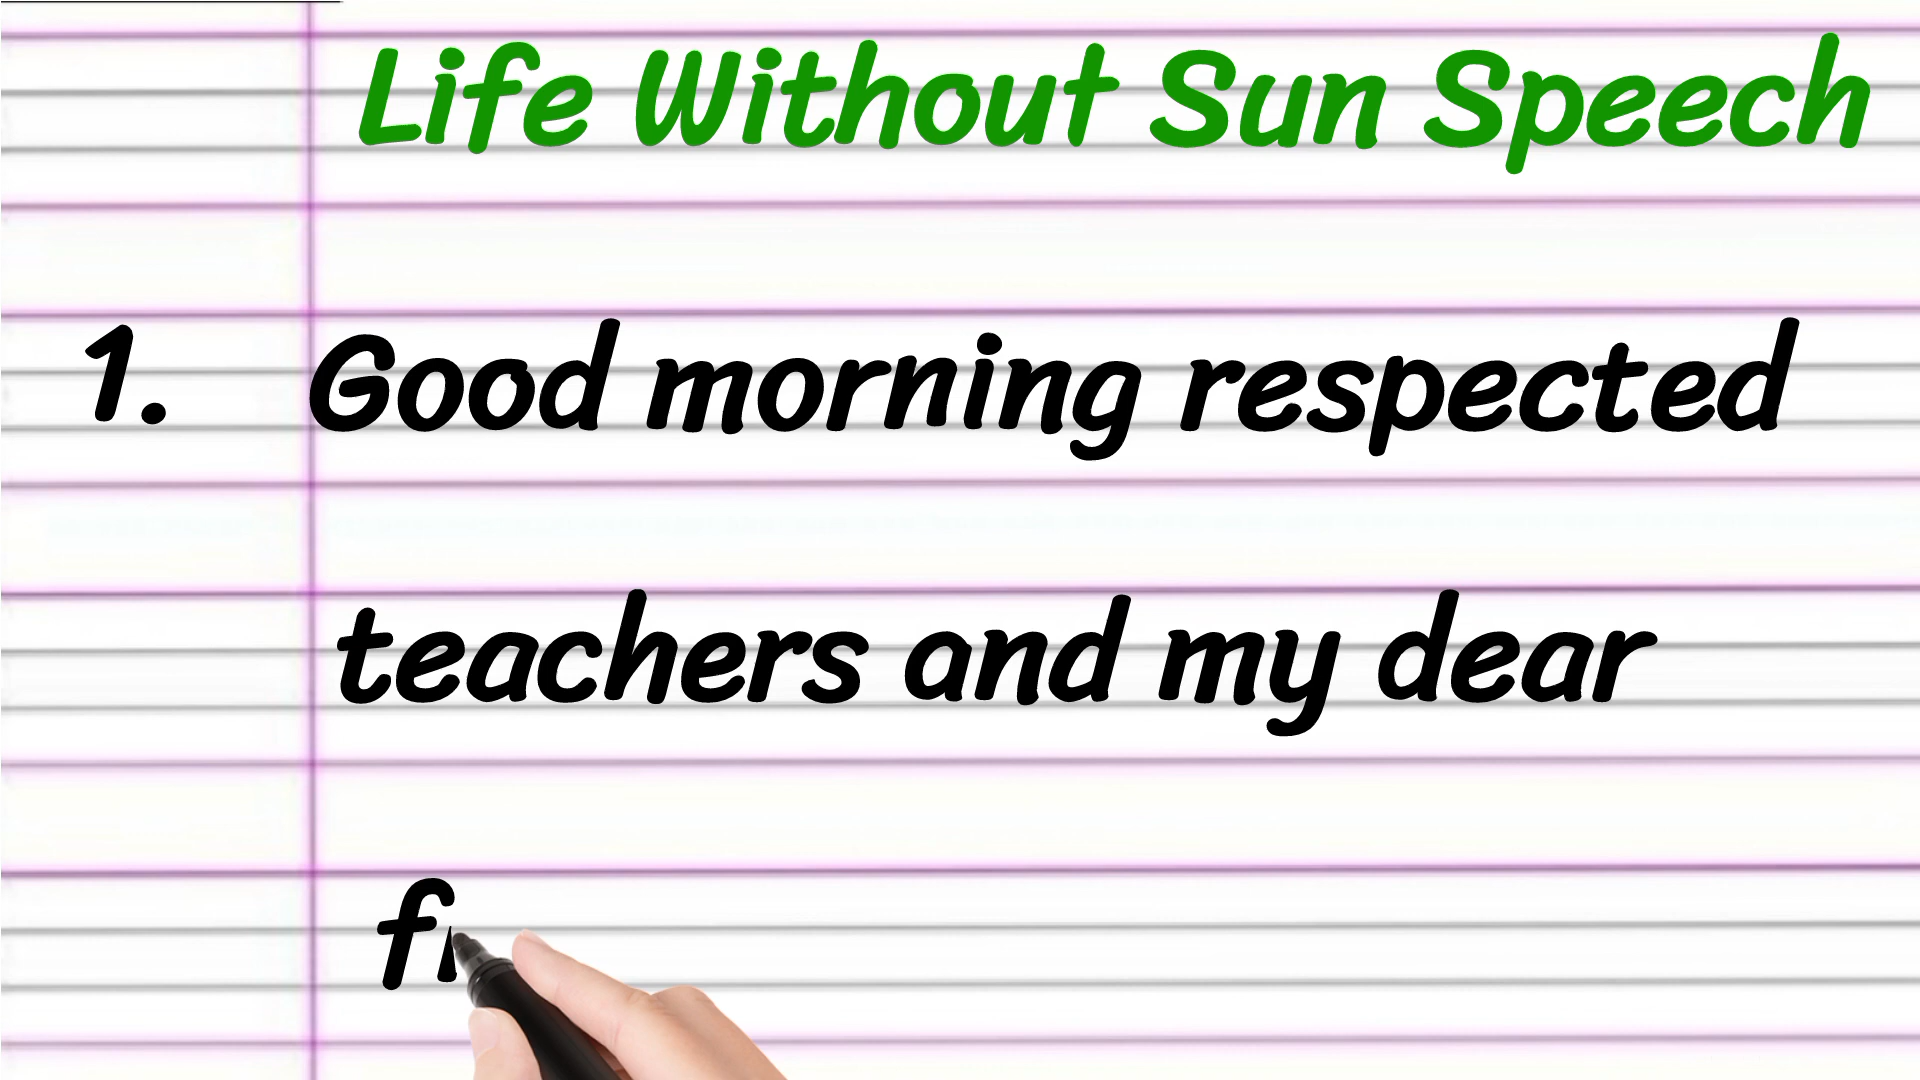 Life Without Sun Speech
1. Good morning respected
teachers and my dear